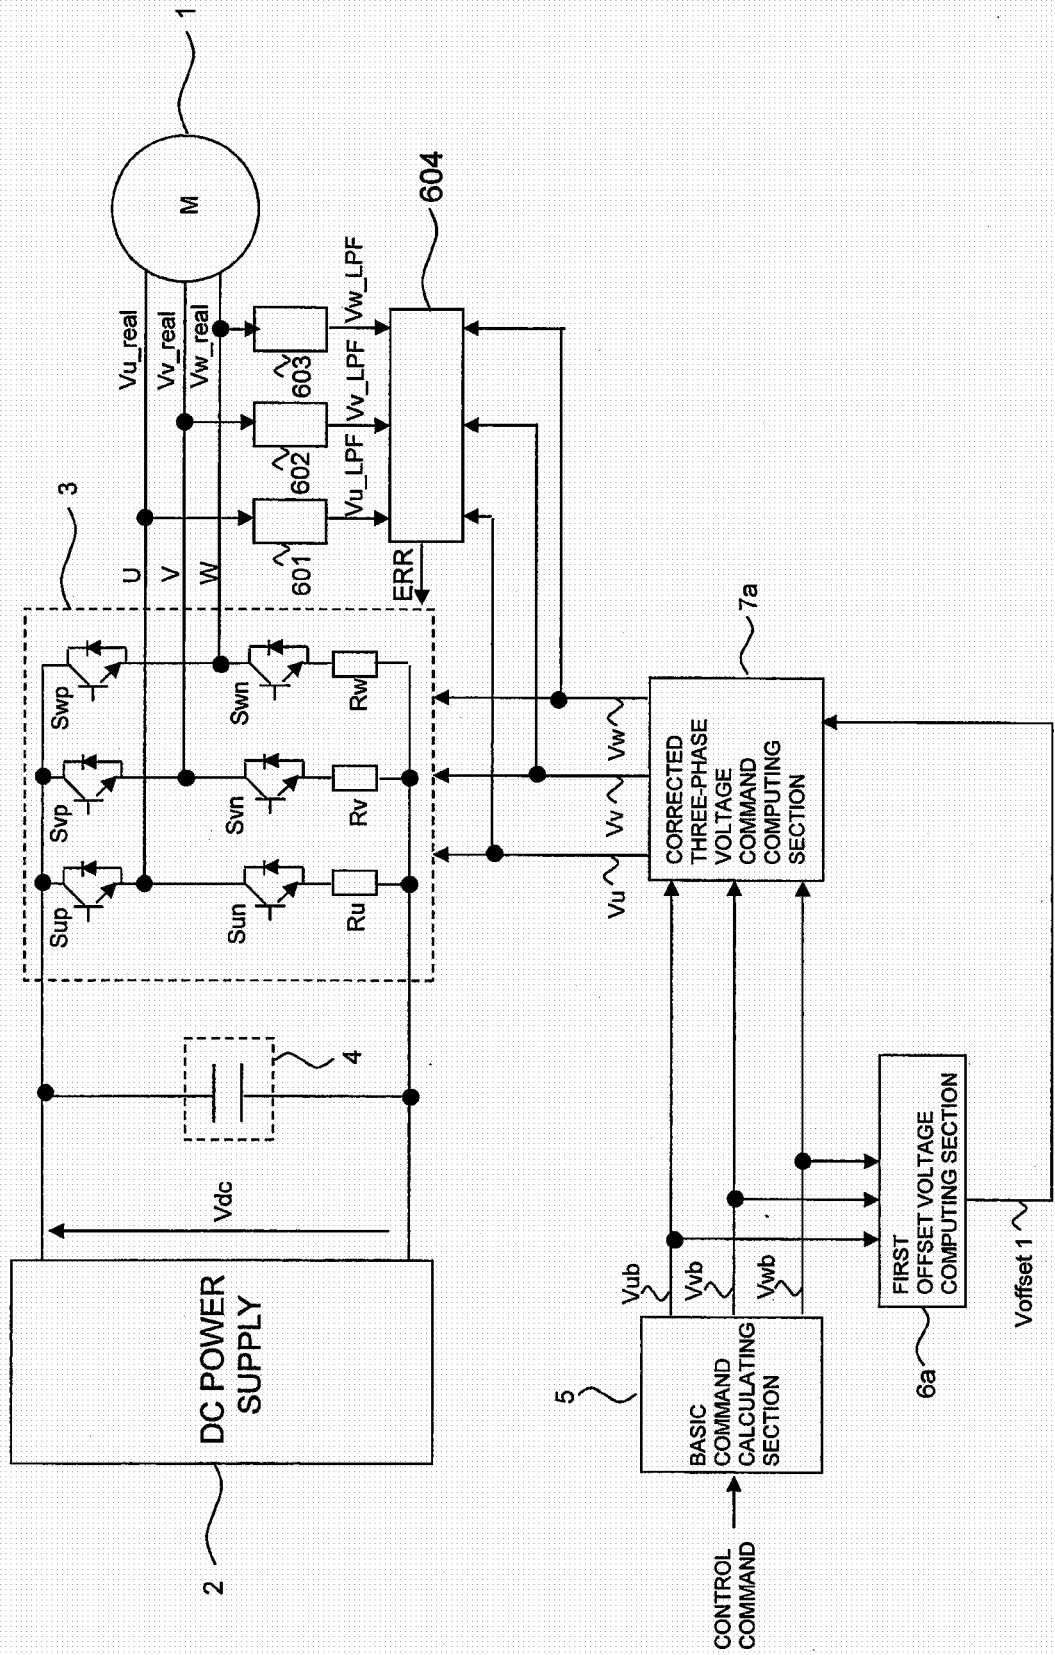 1
M
Vu_real
Vv_real
Vw_real
3
U
V
W
601
602
603
Vu_LPF
Vv_LPF
Vw_LPF
604
ERR
Sup
Svp
Swp
Sun
Svn
Swn
Ru
Rv
Rw
4
Vdc
DC POWER
SUPPLY
2
Vu
Vv
Vw
7a
CORRECTED
THREE-PHASE
VOLTAGE
COMMAND
COMPUTING
SECTION
Vub
Vvb
Vwb
5
BASIC
COMMAND
CALCULATING
SECTION
CONTROL
COMMAND
FIRST
OFFSET VOLTAGE
COMPUTING SECTION
6a
Voffset 1